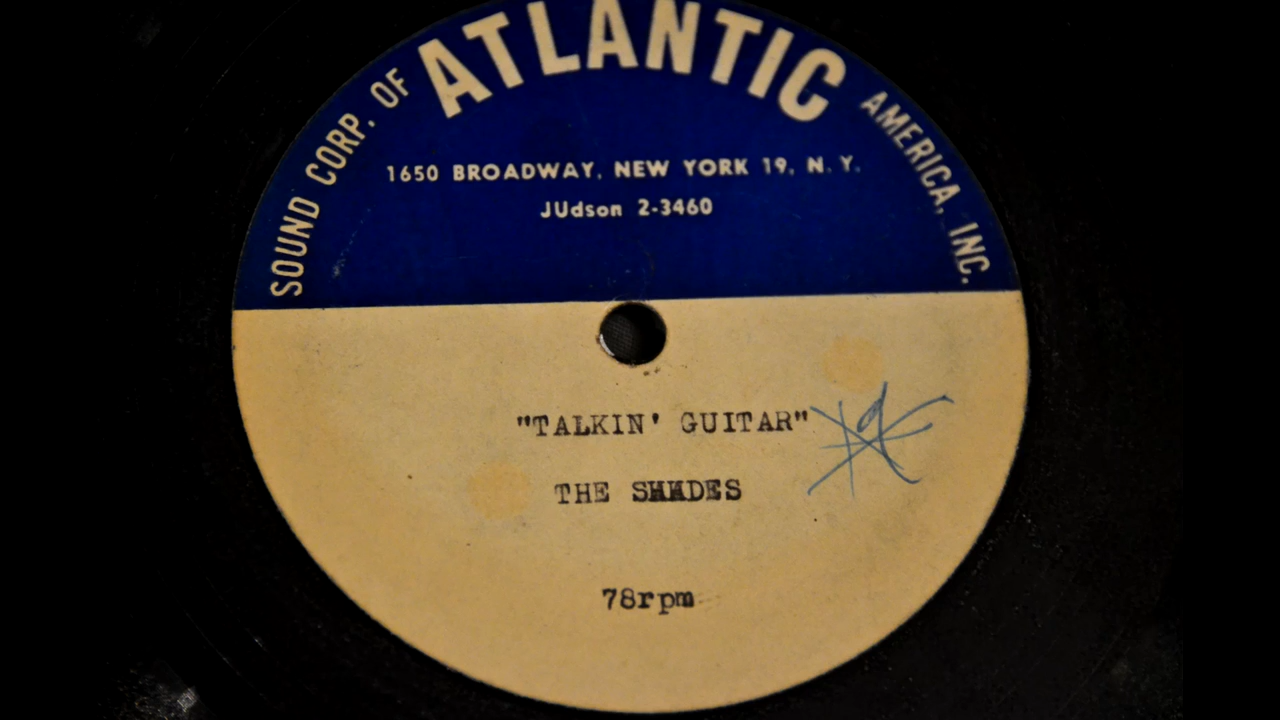 ATLANTIC
SOUND CORP. OF AMERICA, INC.
1650 BROADWAY, NEW YORK 19, N. Y.
JUdson 2-3460
"TALKIN' GUITAR"
THE SHADES
78rpm